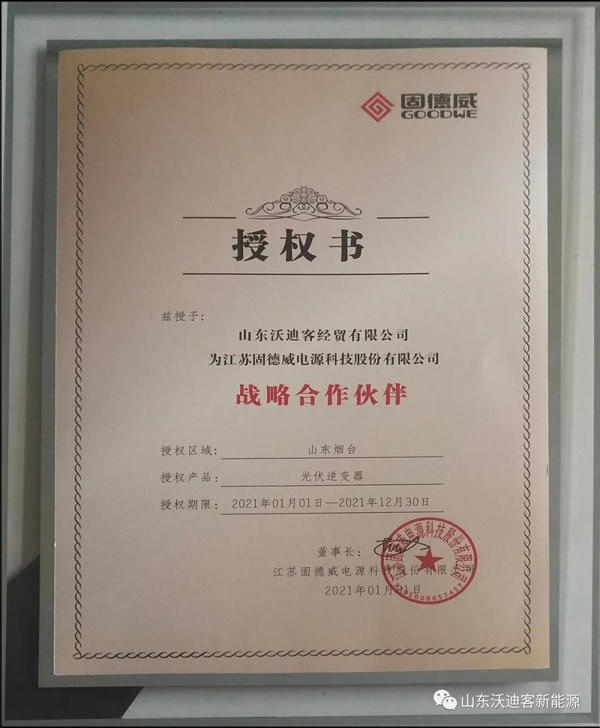 固德威
GOODWE
授权书
兹授予:
山东沃迪客经贸有限公司
为江苏固德威电源科技股份有限公司
战略合作伙伴
授权区域: 山东烟台
授权产品: 光伏逆变器
授权期限: 2021年01月01日—2021年12月30日
董事长:
江苏固德威电源科技股份有限公司
2021年01月01日
山东沃迪客新能源